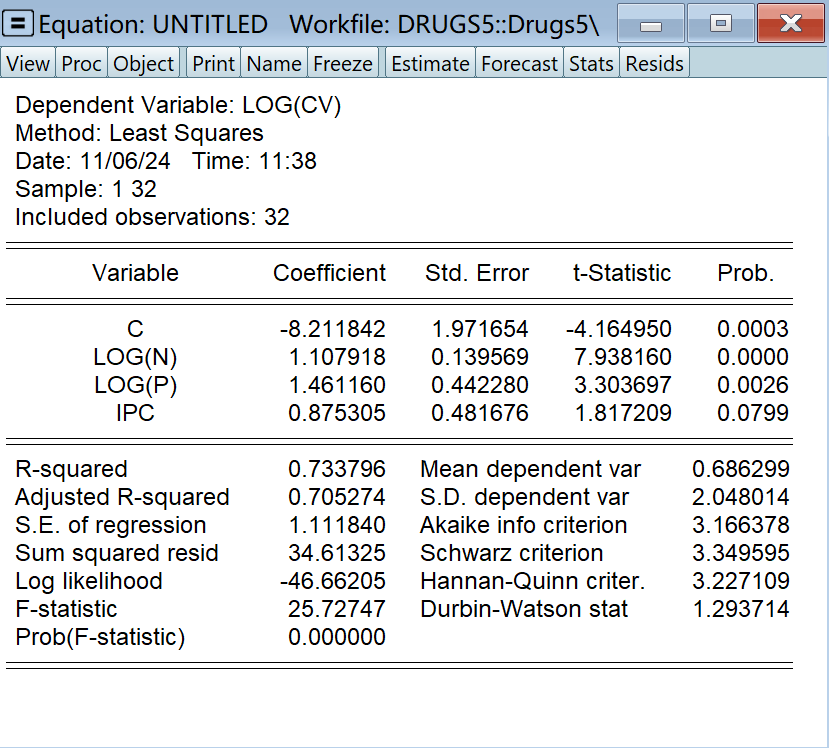 Equation: UNTITLED Workfile: DRUGS5::Drugs5\
View Proc Object Print Name Freeze Estimate Forecast Stats Resids
Dependent Variable: LOG(CV)
Method: Least Squares
Date: 11/06/24 Time: 11:38
Sample: 1 32
Included observations: 32
Variable Coefficient Std. Error t-Statistic Prob.
C -8.211842 1.971654 -4.164950 0.0003
LOG(N) 1.107918 0.139569 7.938160 0.0000
LOG(P) 1.461160 0.442280 3.303697 0.0026
IPC 0.875305 0.481676 1.817209 0.0799
R-squared 0.733796 Mean dependent var 0.686299
Adjusted R-squared 0.705274 S.D. dependent var 2.048014
S.E. of regression 1.111840 Akaike info criterion 3.166378
Sum squared resid 34.61325 Schwarz criterion 3.349595
Log likelihood -46.66205 Hannan-Quinn criter. 3.227109
F-statistic 25.72747 Durbin-Watson stat 1.293714
Prob(F-statistic) 0.000000